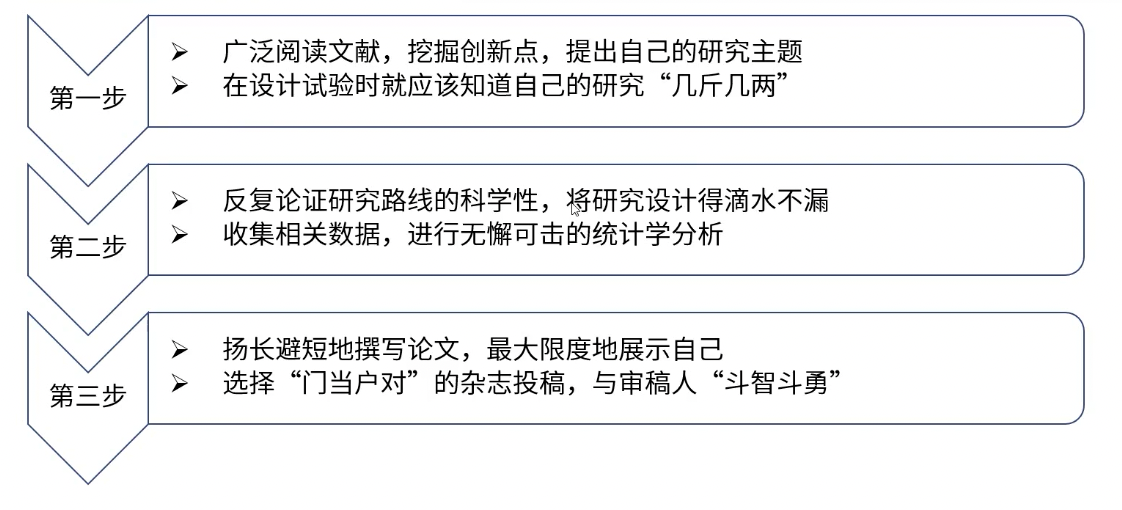 第一步
广泛阅读文献，挖掘创新点，提出自己的研究主题
在设计试验时就应该知道自己的研究“几斤几两”
第二步
反复论证研究路线的科学性，将研究设计得滴水不漏
收集相关数据，进行无懈可击的统计学分析
第三步
扬长避短地撰写论文，最大限度地展示自己
选择“门当户对”的杂志投稿，与审稿人“斗智斗勇”